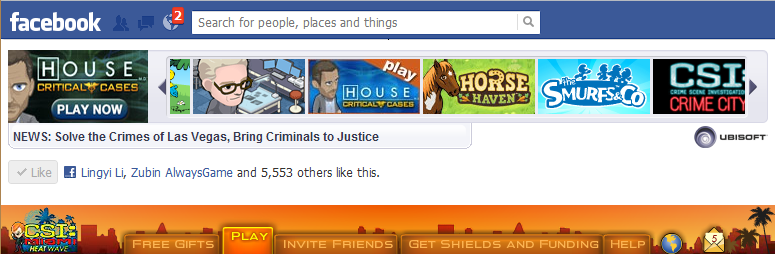 facebook
2
Search for people, places and things
HOUSE M.D.
CRITICAL CASES
PLAY NOW
HOUSE
CRITICAL CASES
play
HORSE
HAVEN
The
SMURFS&Co
CSI:
CRIME SCENE INVESTIGATION
CRIME CITY
NEWS: Solve the Crimes of Las Vegas, Bring Criminals to Justice
UBISOFT
Like
Lingyi Li, Zubin AlwaysGame and 5,553 others like this.
CSI:
MIAMI
HEAT WAVE
FREE GIFTS
PLAY
INVITE FRIENDS
GET SHIELDS AND FUNDING
HELP
5